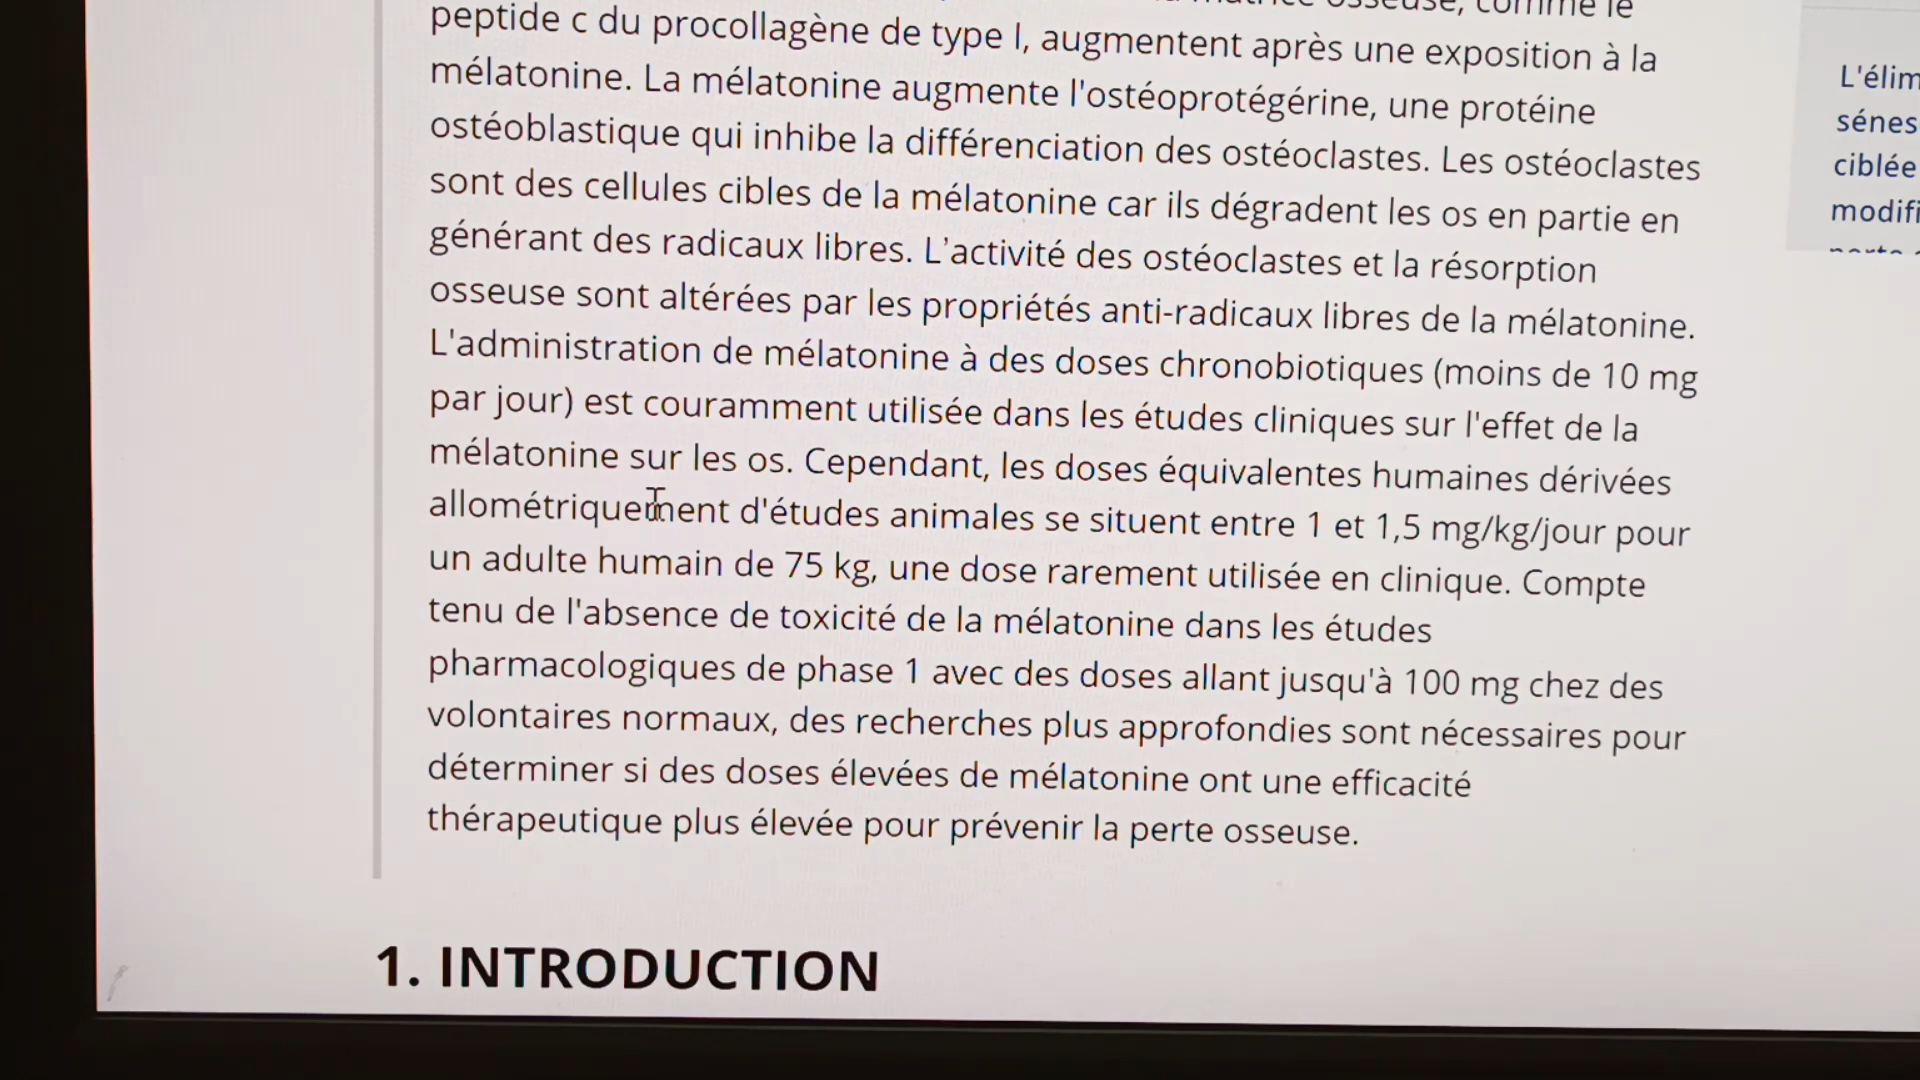 osseuse, comme le
peptide c du procollagène de type I, augmentent après une exposition à la
mélatonine. La mélatonine augmente l'ostéoprotégérine, une protéine
ostéoblastique qui inhibe la différenciation des ostéoclastes. Les ostéoclastes
sont des cellules cibles de la mélatonine car ils dégradent les os en partie en
générant des radicaux libres. L’activité des ostéoclastes et la résorption
osseuse sont altérées par les propriétés anti-radicaux libres de la mélatonine.
L'administration de mélatonine à des doses chronobiotiques (moins de 10 mg
par jour) est couramment utilisée dans les études cliniques sur l'effet de la
mélatonine sur les os. Cependant, les doses équivalentes humaines dérivées
allométriquement d'études animales se situent entre 1 et 1,5 mg/kg/jour pour
un adulte humain de 75 kg, une dose rarement utilisée en clinique. Compte
tenu de l'absence de toxicité de la mélatonine dans les études
pharmacologiques de phase 1 avec des doses allant jusqu'à 100 mg chez des
volontaires normaux, des recherches plus approfondies sont nécessaires pour
déterminer si des doses élevées de mélatonine ont une efficacité
thérapeutique plus élevée pour prévenir la perte osseuse.
1. INTRODUCTION
L'élim
sénes
ciblée
modifi